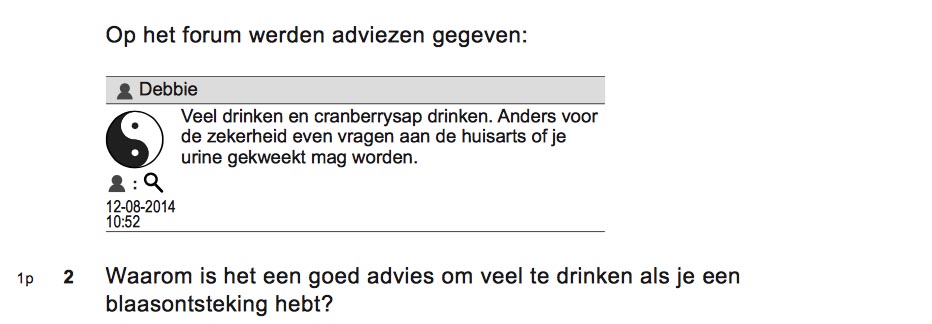 Op het forum werden adviezen gegeven:
Debbie
Veel drinken en cranberrysap drinken. Anders voor
de zekerheid even vragen aan de huisarts of je
urine gekweekt mag worden.
:
12-08-2014
10:52
1p 2 Waarom is het een goed advies om veel te drinken als je een
blaasontsteking hebt?